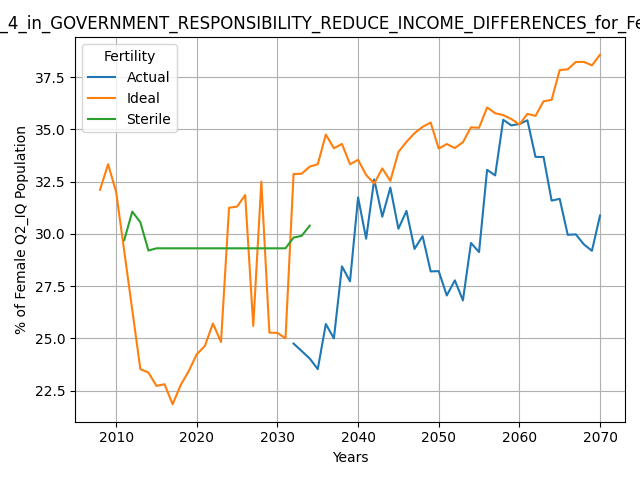 _4_in_GOVERNMENT_RESPONSIBILITY_REDUCE_INCOME_DIFFERENCES_for_Fe
Fertility
Actual
Ideal
Sterile
% of Female Q2_IQ Population
37.5
35.0
32.5
30.0
27.5
25.0
22.5
2010 2020 2030 2040 2050 2060 2070
Years